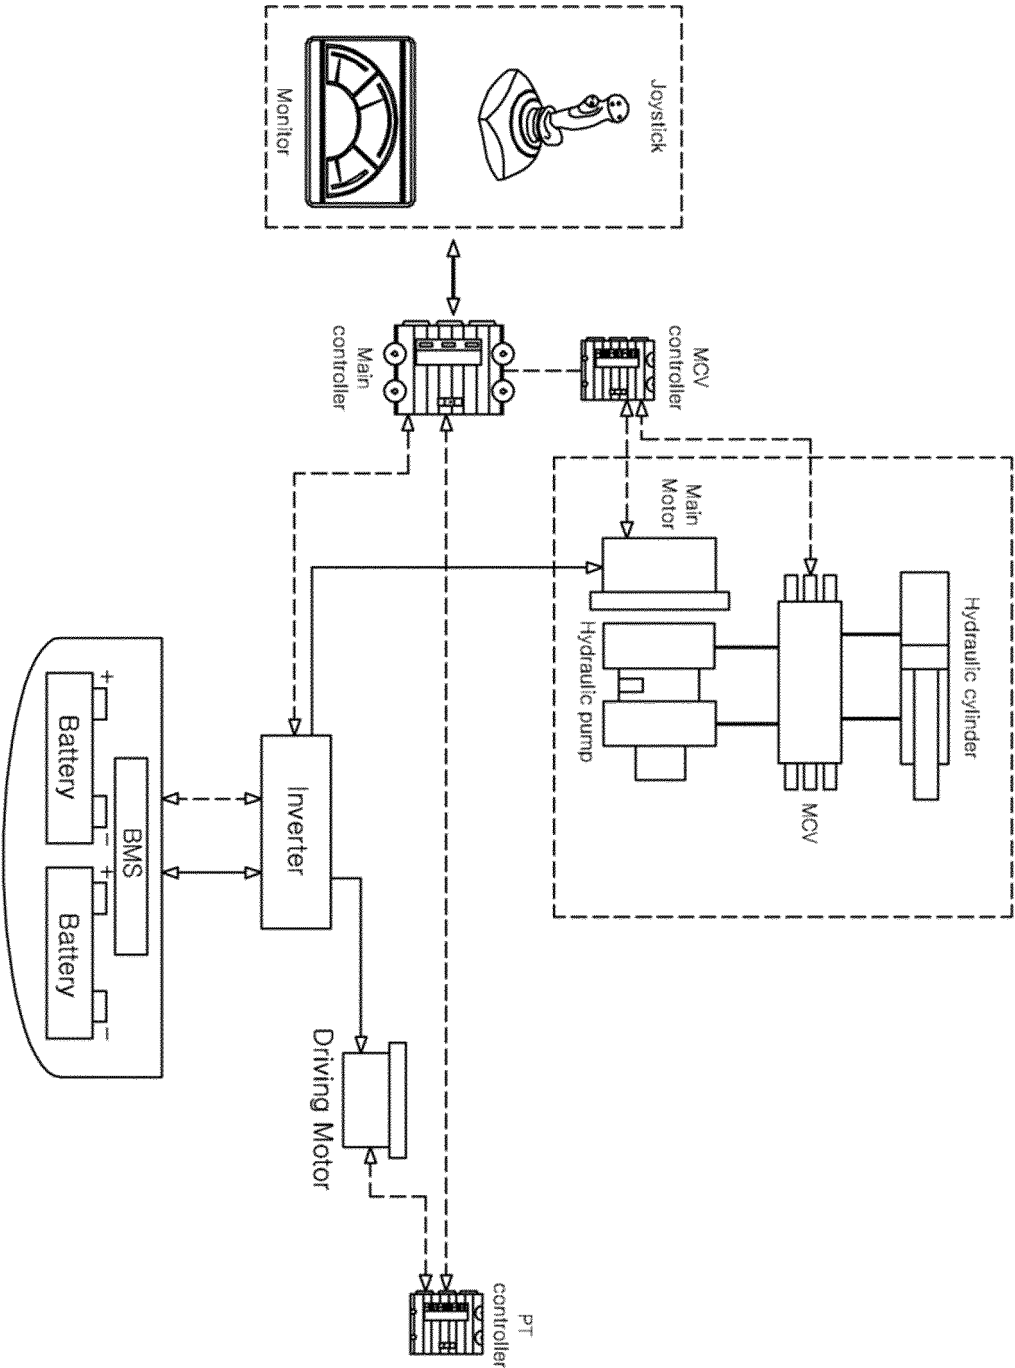 Hydraulic cylinder
MCV
MCV
controller
Main
Motor
Joystick
Hydraulic pump
PT
controller
Main
controller
Driving Motor
Inverter
Monitor
BMS
+ − + −
Battery Battery